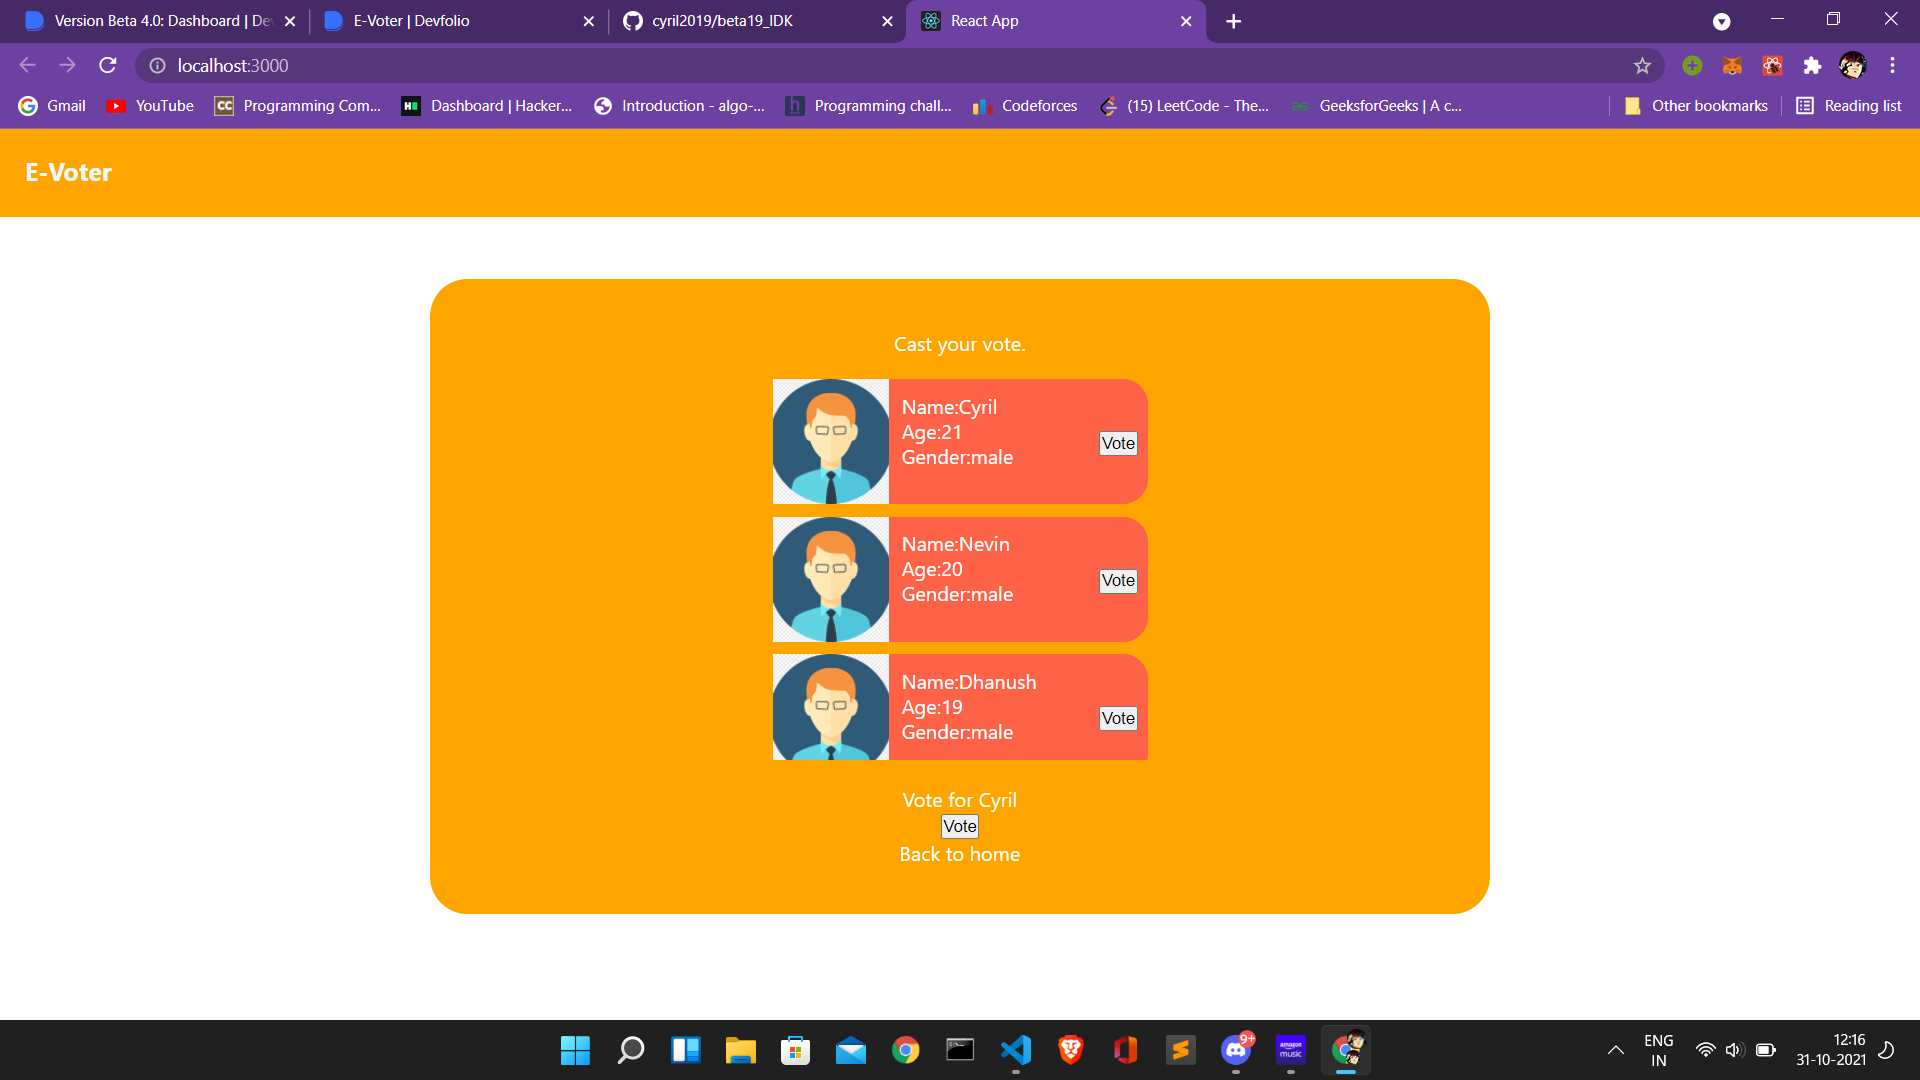 Version Beta 4.0: Dashboard | De
E-Voter | Devfolio
cyril2019/beta19_IDK
React App
localhost:3000
Gmail
YouTube
CC
Programming Com...
H
Dashboard | Hacker...
Introduction - algo-...
h
Programming chall...
Codeforces
(15) LeetCode - The...
GeeksforGeeks | A c...
Other bookmarks
Reading list
E-Voter
Cast your vote.
Name:Cyril
Age:21
Gender:male
Vote
Name:Nevin
Age:20
Gender:male
Vote
Name:Dhanush
Age:19
Gender:male
Vote
Vote for Cyril
Vote
Back to home
9+
amazon
music
ENG
IN
12:16
31-10-2021